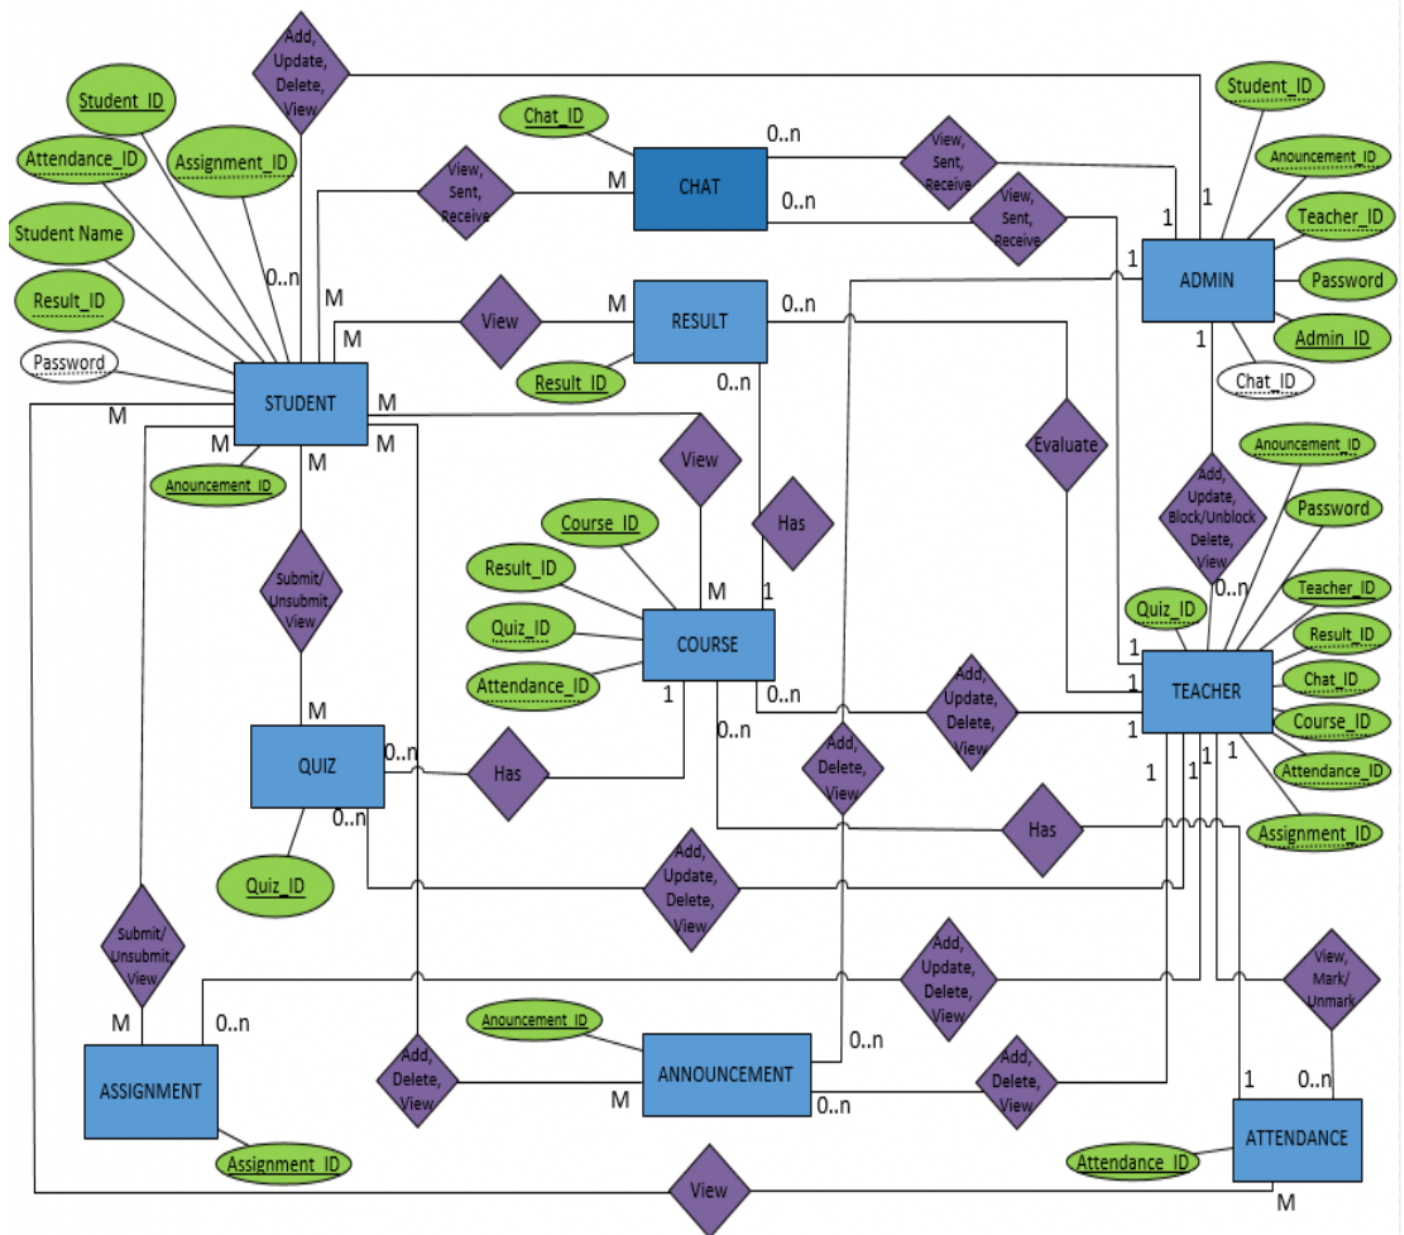 Add,
Update,
Delete,
View
Student_ID
Attendance_ID
Assignment_ID
Student Name
Result_ID
Password
0..n
STUDENT
Anouncement_ID
M
M
M
M
M
M
M
View,
Sent,
Receive
M
Chat_ID
CHAT
0..n
0..n
View,
Sent,
Receive
View,
Sent,
Receive
1
1
1
1
Student_ID
Anouncement_ID
Teacher_ID
Password
Admin_ID
Chat_ID
ADMIN
View
M
RESULT
0..n
Result_ID
0..n
Evaluate
View
Has
M
1
Course_ID
Result_ID
Quiz_ID
Attendance_ID
COURSE
1
0..n
0..n
Add,
Update,
Block/Unblock
Delete,
View
0..n
Anouncement_ID
Password
Teacher_ID
Result_ID
Chat_ID
Course_ID
Attendance_ID
Assignment_ID
Quiz_ID
TEACHER
1
1
1
1
1
1
1
Submit/
Unsubmit,
View
M
QUIZ
0..n
0..n
Quiz_ID
Has
Add,
Update,
Delete,
View
Add,
Delete,
View
Has
Add,
Update,
Delete,
View
Submit/
Unsubmit,
View
M
0..n
ASSIGNMENT
Assignment_ID
Add,
Update,
Delete,
View
View,
Mark/
Unmark
Add,
Delete,
View
M
Anouncement_ID
ANNOUNCEMENT
0..n
0..n
Add,
Delete,
View
1
0..n
ATTENDANCE
Attendance_ID
View
M